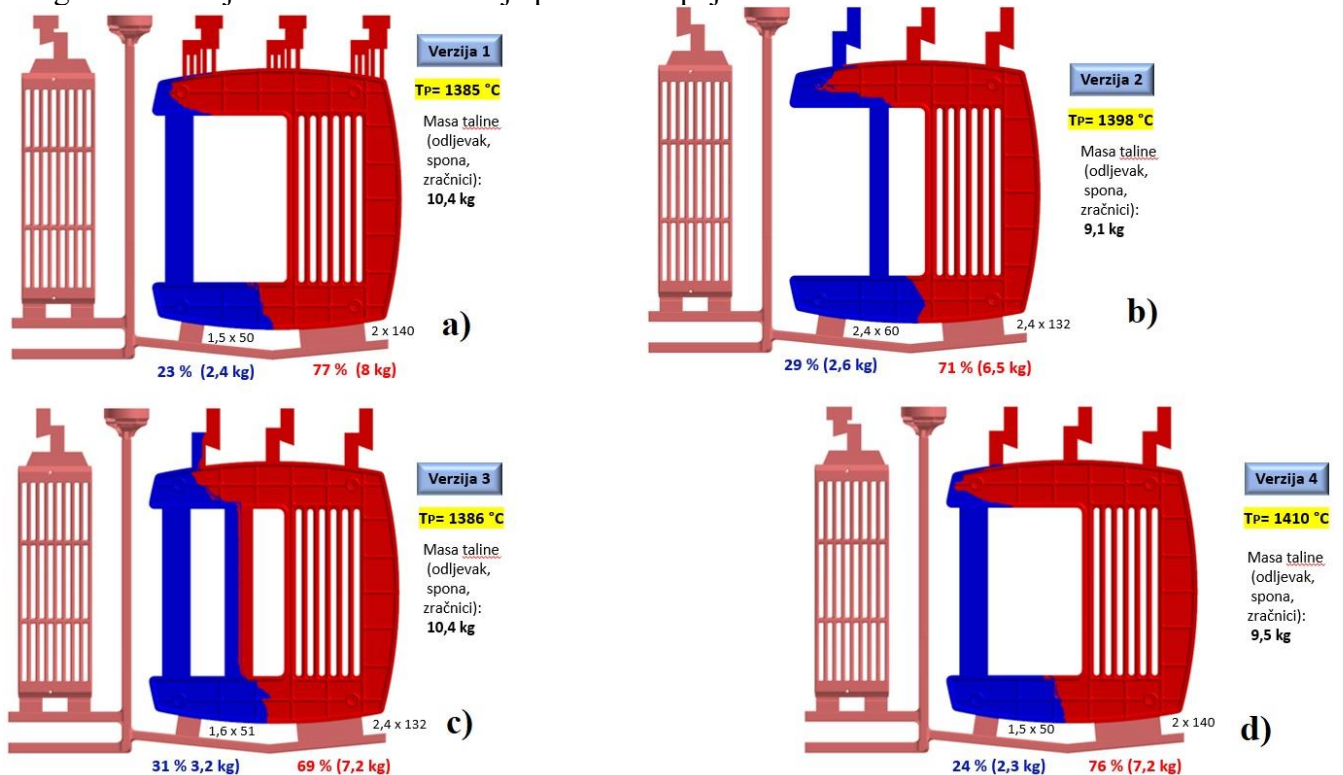 Verzija 1
TP= 1385 °C
Masa taline
(odljevak,
spona,
zračnici):
10,4 kg
1,5 x 50
2 x 140
a)
23 % (2,4 kg)
77 % (8 kg)
Verzija 2
TP= 1398 °C
Masa taline
(odljevak,
spona,
zračnici):
9,1 kg
2,4 x 60
2,4 x 132
b)
29 % (2,6 kg)
71 % (6,5 kg)
Verzija 3
TP= 1386 °C
Masa taline
(odljevak,
spona,
zračnici):
10,4 kg
1,6 x 51
2,4 x 132
c)
31 % 3,2 kg)
69 % (7,2 kg)
Verzija 4
TP= 1410 °C
Masa taline
(odljevak,
spona,
zračnici):
9,5 kg
1,5 x 50
2 x 140
d)
24 % (2,3 kg)
76 % (7,2 kg)